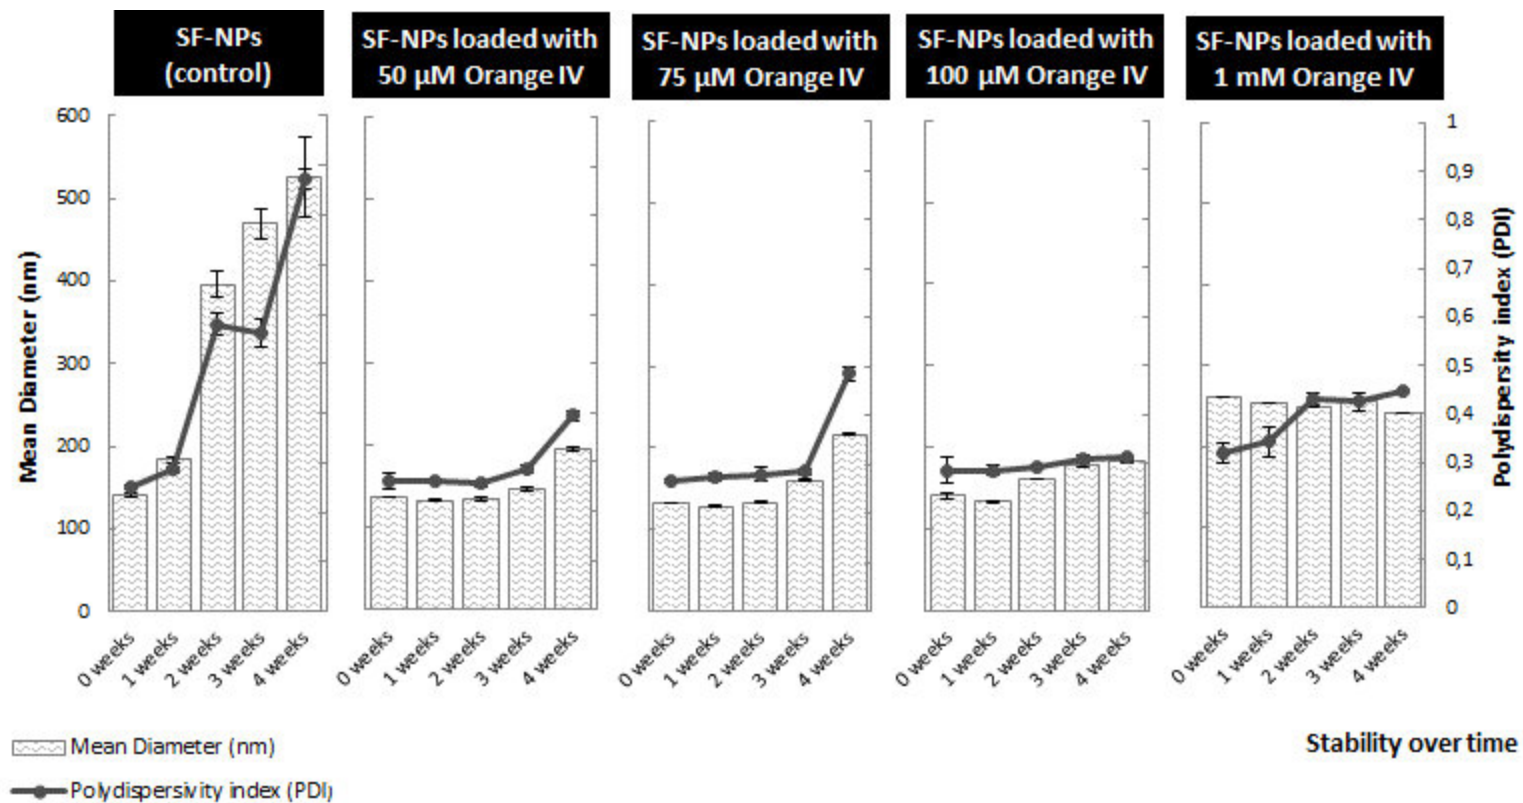 SF-NPs
(control)
SF-NPs loaded with
50 µM Orange IV
SF-NPs loaded with
75 µM Orange IV
SF-NPs loaded with
100 µM Orange IV
SF-NPs loaded with
1 mM Orange IV
Mean Diameter (nm)
600
500
400
300
200
100
0
1
0,9
0,8
0,7
0,6
0,5
0,4
0,3
0,2
0,1
0
Polydispersity index (PDI)
0 weeks
1 weeks
2 weeks
3 weeks
4 weeks
0 weeks
1 weeks
2 weeks
3 weeks
4 weeks
0 weeks
1 weeks
2 weeks
3 weeks
4 weeks
0 weeks
1 weeks
2 weeks
3 weeks
4 weeks
0 weeks
1 weeks
2 weeks
3 weeks
4 weeks
Mean Diameter (nm)
Polydispersivity index (PDI)
Stability over time